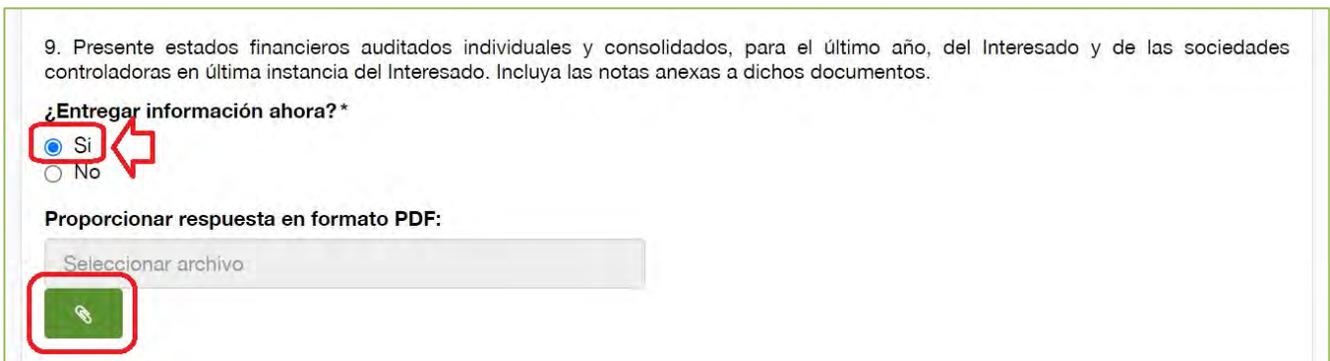 9. Presente estados financieros auditados individuales y consolidados, para el último año, del Interesado y de las sociedades
controladoras en última instancia del Interesado. Incluya las notas anexas a dichos documentos.
¿Entregar información ahora?*
Si
No
Proporcionar respuesta en formato PDF:
Seleccionar archivo